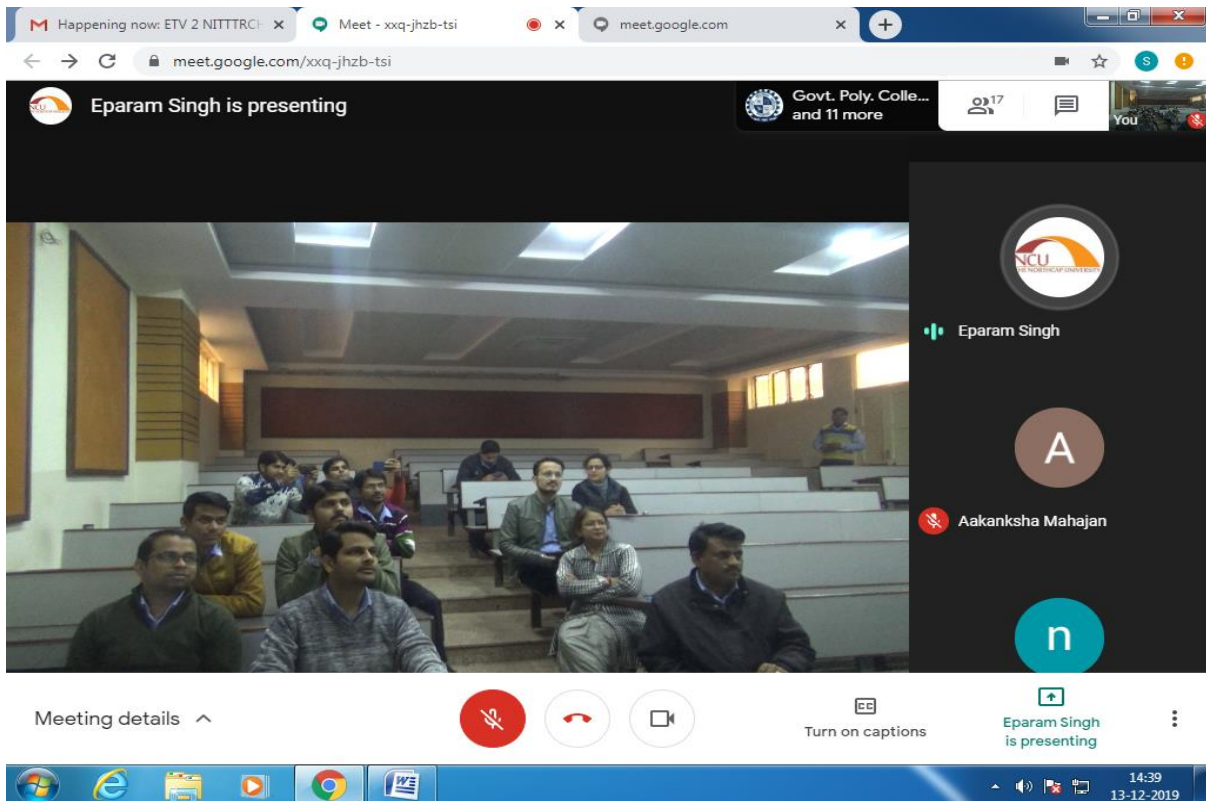 Happening now: ETV 2 NITTTRCH
Meet - xxq-jhzb-tsi
meet.google.com
meet.google.com/xxq-jhzb-tsi
S
NCU
Eparam Singh is presenting
Govt. Poly. Colle...
and 11 more
17
You
NCU
THE NORTHCAP UNIVERSITY
Eparam Singh
A
Aakanksha Mahajan
n
Meeting details
CC
Turn on captions
Eparam Singh
is presenting
14:39
13-12-2019